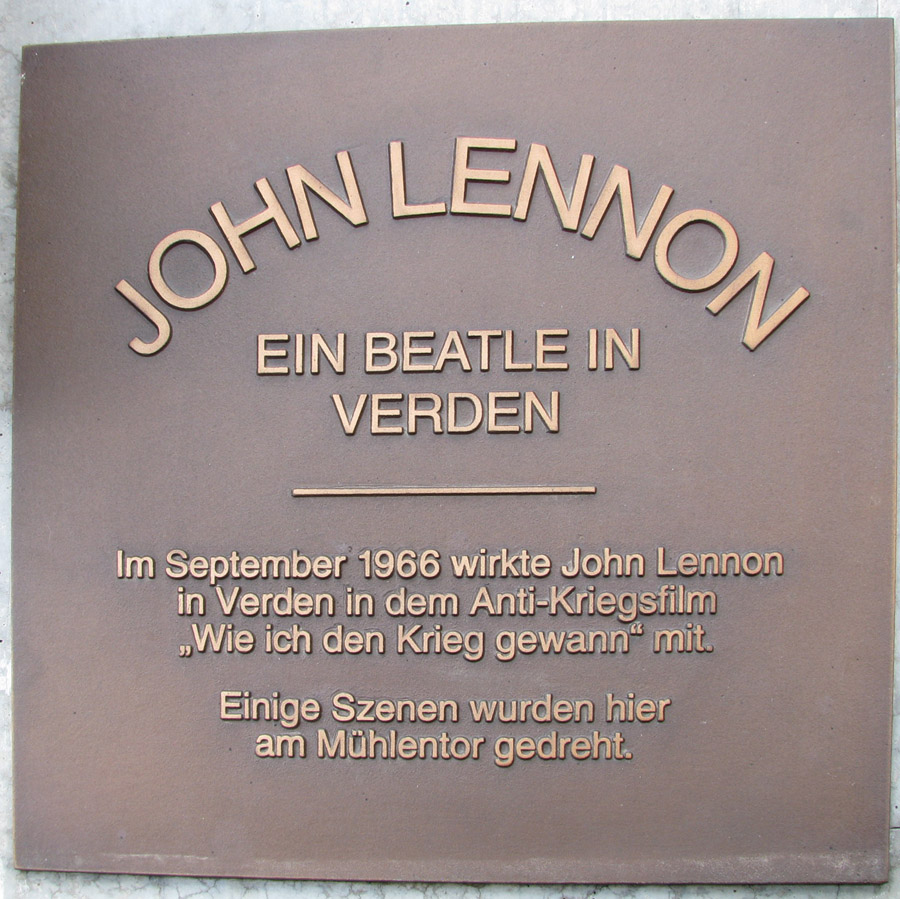 JOHN LENNON
EIN BEATLE IN
VERDEN
Im September 1966 wirkte John Lennon
in Verden in dem Anti-Kriegsfilm
„Wie ich den Krieg gewann“ mit.
Einige Szenen wurden hier
am Mühlentor gedreht.